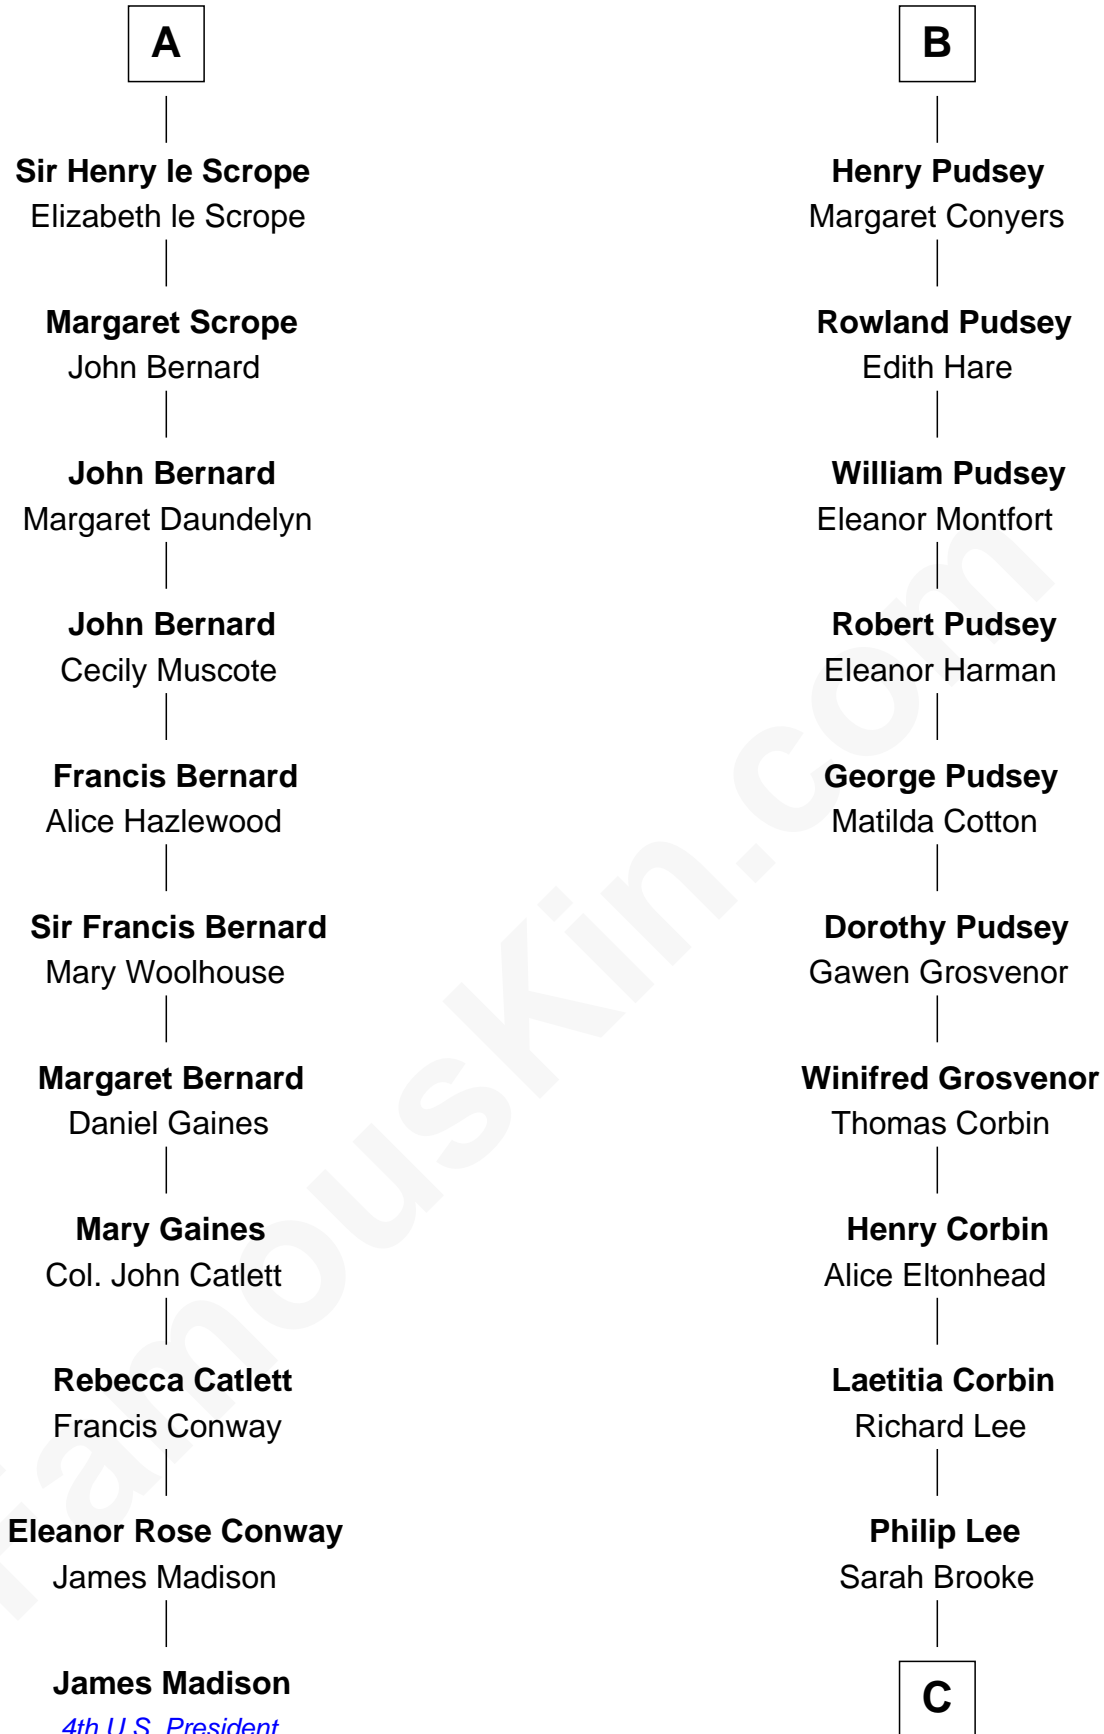 A
Sir Henry le Scrope
Elizabeth le Scrope
Margaret Scrope
John Bernard
John Bernard
Margaret Daundelyn
John Bernard
Cecily Muscote
Francis Bernard
Alice Hazlewood
Sir Francis Bernard
Mary Woolhouse
Margaret Bernard
Daniel Gaines
Mary Gaines
Col. John Catlett
Rebecca Catlett
Francis Conway
Eleanor Rose Conway
James Madison
James Madison
4th U.S. President
B
Henry Pudsey
Margaret Conyers
Rowland Pudsey
Edith Hare
William Pudsey
Eleanor Montfort
Robert Pudsey
Eleanor Harman
George Pudsey
Matilda Cotton
Dorothy Pudsey
Gawen Grosvenor
Winifred Grosvenor
Thomas Corbin
Henry Corbin
Alice Eltonhead
Laetitia Corbin
Richard Lee
Philip Lee
Sarah Brooke
C
FamousKin.com